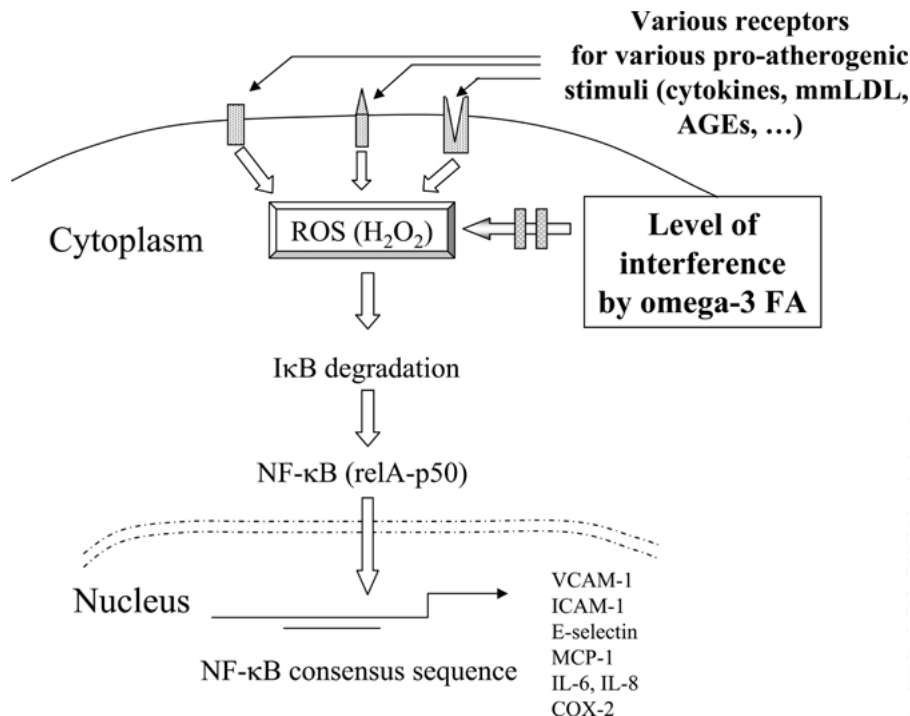 Various receptors
for various pro-atherogenic
stimuli (cytokines, mmLDL,
AGEs, …)
Cytoplasm
ROS (H₂O₂)
Level of
interference
by omega-3 FA
IκB degradation
NF-κB (relA-p50)
Nucleus
VCAM-1
ICAM-1
E-selectin
MCP-1
IL-6, IL-8
COX-2
NF-κB consensus sequence